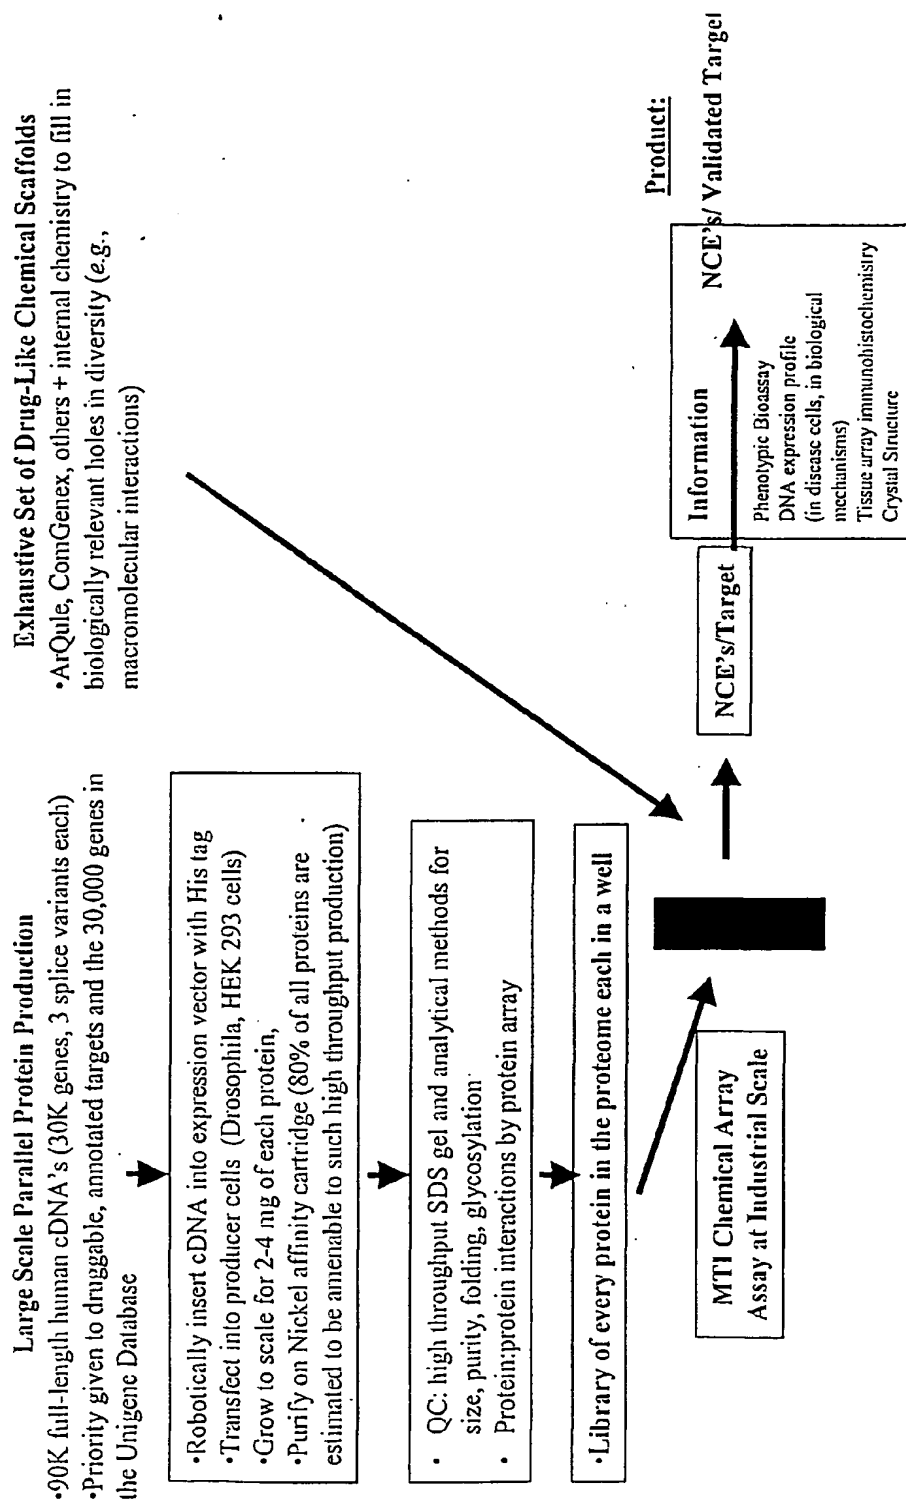 Large Scale Parallel Protein Production
•90K full-length human cDNA's (30K genes, 3 splice variants each)
•Priority given to druggable, annotated targets and the 30,000 genes in
the Unigene Database
•Robotically insert cDNA into expression vector with His tag
•Transfect into producer cells (Drosophila, HEK 293 cells)
•Grow to scale for 2-4 mg of each protein,
•Purify on Nickel affinity cartridge (80% of all proteins are
estimated to be amenable to such high throughput production)
• QC: high throughput SDS gel and analytical methods for
size, purity, folding, glycosylation
• Protein:protein interactions by protein array
•Library of every protein in the proteome each in a well
MTI Chemical Array
Assay at Industrial Scale
Exhaustive Set of Drug-Like Chemical Scaffolds
•ArQule, ComGenex, others + internal chemistry to fill in
biologically relevant holes in diversity (e.g.,
macromolecular interactions)
NCE's/Target
Information
Phenotypic Bioassay
DNA expression profile
(in disease cells, in biological
mechanisms)
Tissue array immunohistochemistry
Crystal Structure
Product:
NCE's/ Validated Target